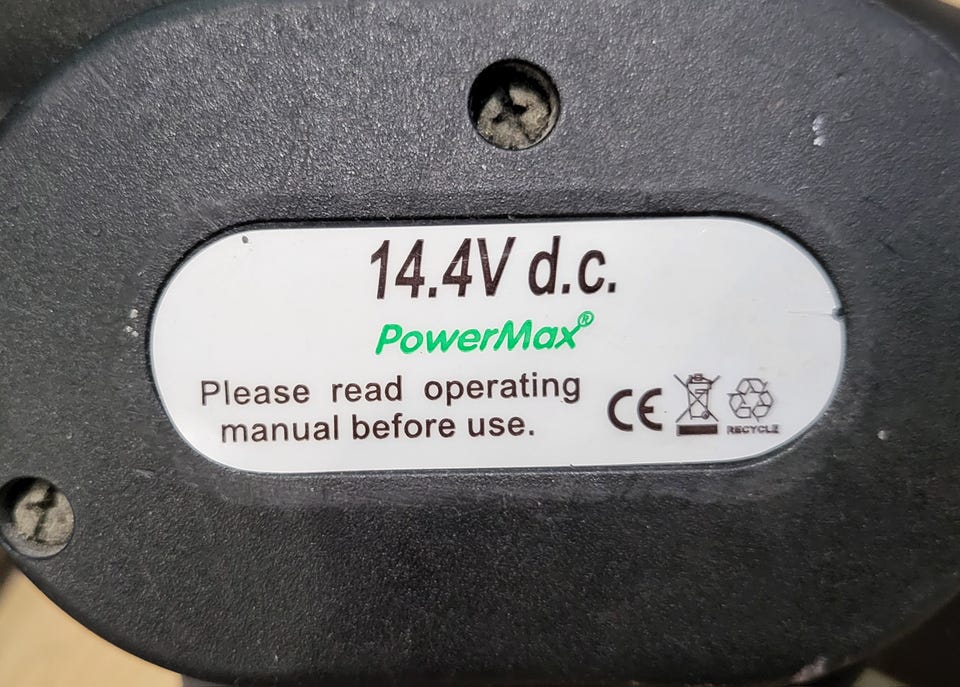 14.4V d.c.
PowerMax®
Please read operating
manual before use.
CE
RECYCLE